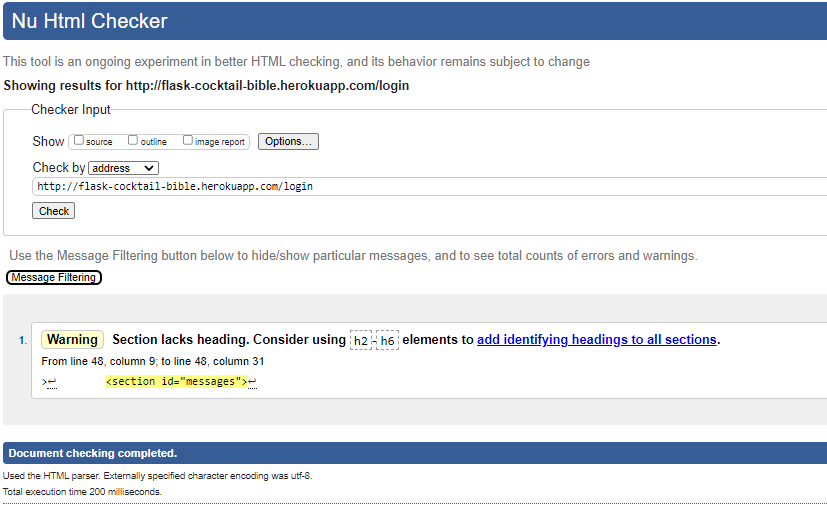 Nu Html Checker
This tool is an ongoing experiment in better HTML checking, and its behavior remains subject to change
Showing results for http://flask-cocktail-bible.herokuapp.com/login
Checker Input
Show source outline image report Options...
Check by address
http://flask-cocktail-bible.herokuapp.com/login
Check
Use the Message Filtering button below to hide/show particular messages, and to see total counts of errors and warnings.
Message Filtering
1. Warning Section lacks heading. Consider using h2-h6 elements to add identifying headings to all sections.
From line 48, column 9; to line 48, column 31
>↩ <section id="messages">↩
Document checking completed.
Used the HTML parser. Externally specified character encoding was utf-8.
Total execution time 200 milliseconds.